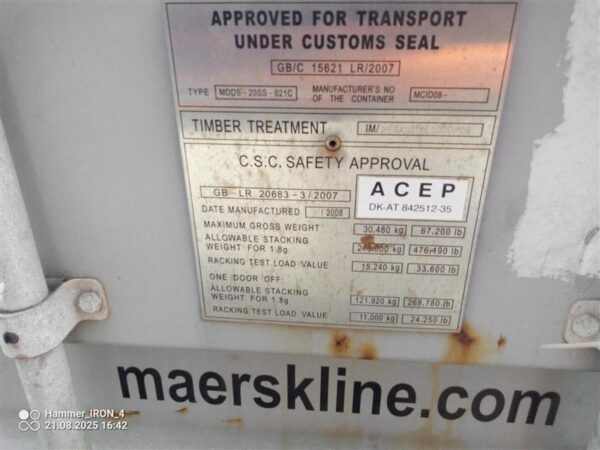 APPROVED FOR TRANSPORT
UNDER CUSTOMS SEAL
GB/C 15621 LR/2007
TYPE MDDS-20SS-021C MANUFACTURER'S NO OF THE CONTAINER MCID08-
TIMBER TREATMENT IM/
C.S.C. SAFETY APPROVAL
GB-LR 20683-3/2007
ACEP
DK-AT 842512-35
DATE MANUFACTURED /2008
MAXIMUM GROSS WEIGHT 30.480 kg 67.200 lb
ALLOWABLE STACKING
WEIGHT FOR 1.8g kg 476.490 lb
RACKING TEST LOAD VALUE 15.240 kg 33.600 lb
ONE DOOR OFF:
ALLOWABLE STACKING
WEIGHT FOR 1.8g 121.920 kg 268.780 lb
RACKING TEST LOAD VALUE 11.000 kg 24.250 lb
maerskline.com
Hammer_IRON_4
21.08.2025 16:42